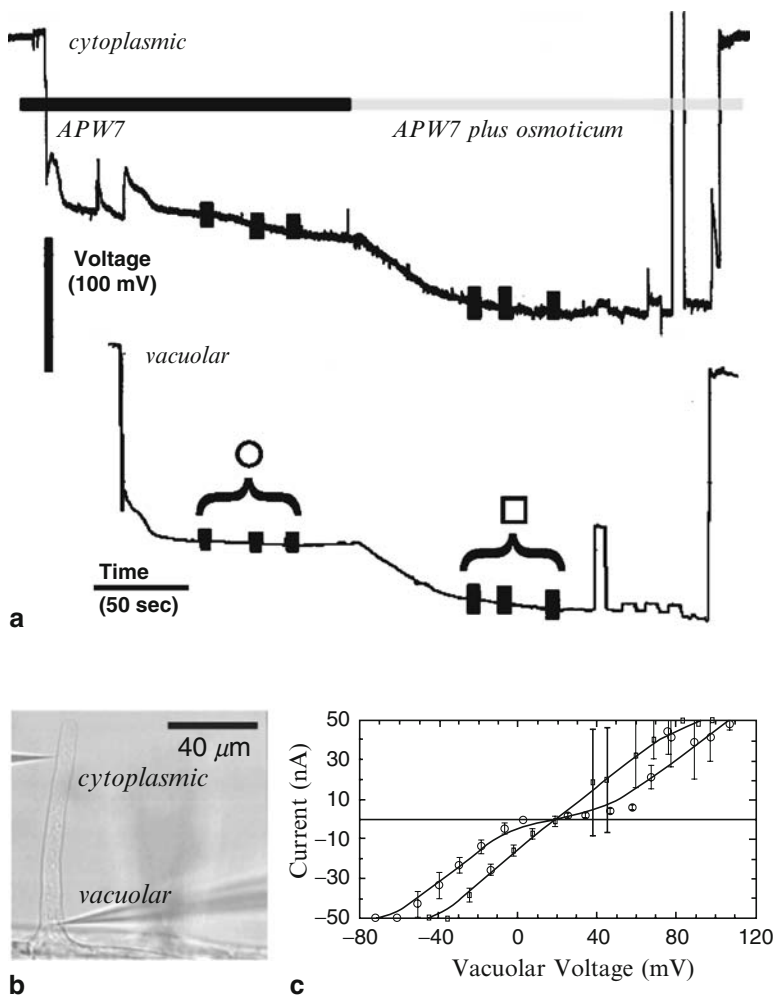 cytoplasmic
APW7
APW7 plus osmoticum
Voltage
(100 mV)
vacuolar
Time
(50 sec)
a
40 μm
cytoplasmic
vacuolar
b
50
30
10
−10
−30
−50
Current (nA)
−80
−40
0
40
80
120
Vacuolar Voltage (mV)
c